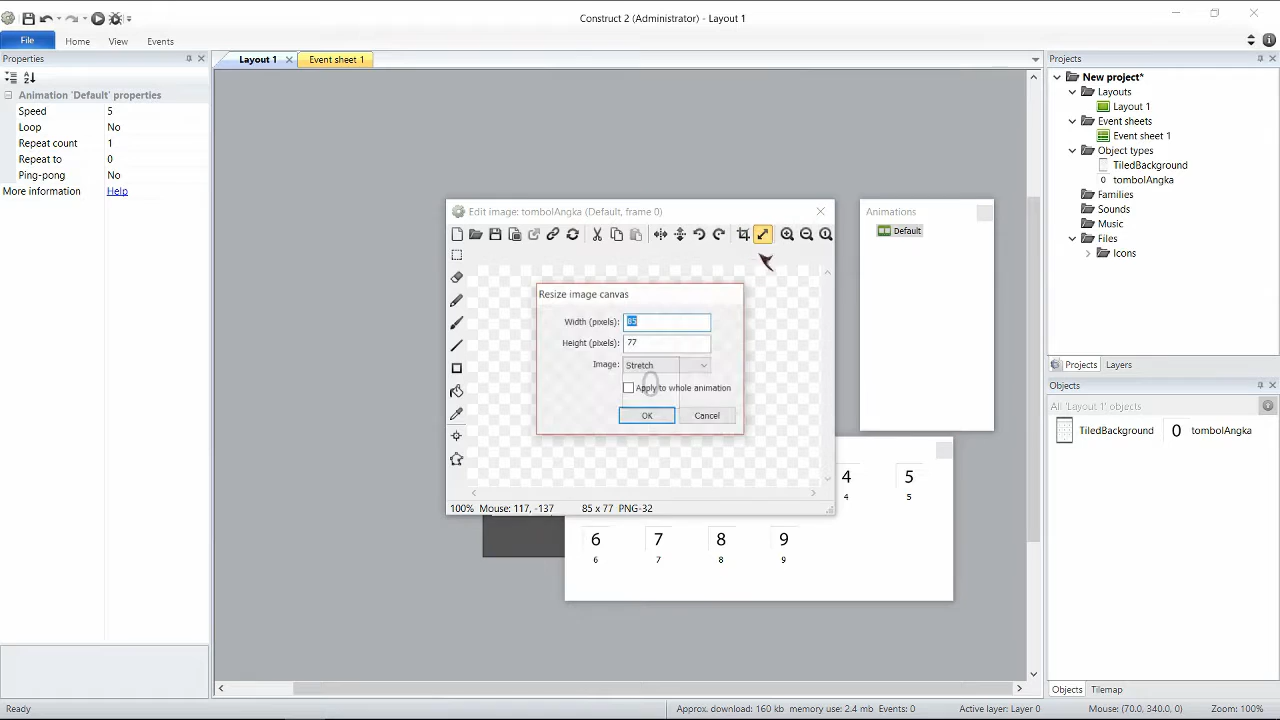 Construct 2 (Administrator) - Layout 1
File Home View Events
Properties
Layout 1 Event sheet 1
Projects
Animation 'Default' properties
Speed 5
Loop No
Repeat count 1
Repeat to 0
Ping-pong No
More information Help
New project*
Layouts
Layout 1
Event sheets
Event sheet 1
Object types
TiledBackground
0 tombolAngka
Families
Sounds
Music
Files
Icons
Projects Layers
Objects
All 'Layout 1' objects
TiledBackground 0 tombolAngka
Objects Tilemap
Edit image: tombolAngka (Default, frame 0)
Resize image canvas
Width (pixels): 85
Height (pixels): 77
Image: Stretch
0
Apply to whole animation
OK Cancel
100% Mouse: 117, -137 85 x 77 PNG-32
Animations
Default
4 5
4 5
6 7 8 9
6 7 8 9
Ready Approx. download: 160 kb memory use: 2.4 mb Events: 0 Active layer: Layer 0 Mouse: (70.0, 340.0, 0) Zoom: 100%